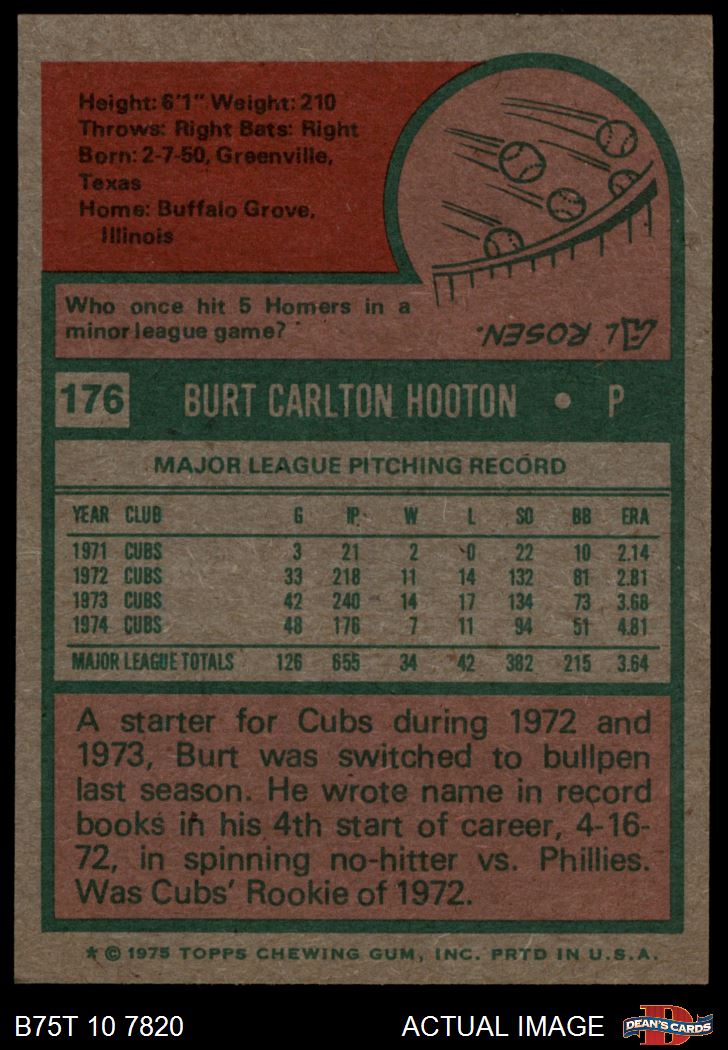 Height: 6'1" Weight: 210
Throws: Right Bats: Right
Born: 2-7-50, Greenville,
Texas
Home: Buffalo Grove,
Illinois
Who once hit 5 Homers in a
minor league game?
AL ROSEN.
176 BURT CARLTON HOOTON • P
MAJOR LEAGUE PITCHING RECORD
YEAR CLUB G IP W L SO BB ERA
1971 CUBS 3 21 2 0 22 10 2.14
1972 CUBS 33 218 11 14 132 81 2.81
1973 CUBS 42 240 14 17 134 73 3.68
1974 CUBS 48 176 7 11 94 51 4.81
MAJOR LEAGUE TOTALS 126 655 34 42 382 215 3.64
A starter for Cubs during 1972 and
1973, Burt was switched to bullpen
last season. He wrote name in record
books in his 4th start of career, 4-16-
72, in spinning no-hitter vs. Phillies.
Was Cubs' Rookie of 1972.
* © 1975 TOPPS CHEWING GUM, INC. PRTD IN U.S.A.
B75T 10 7820 ACTUAL IMAGE D DEAN'S CARDS